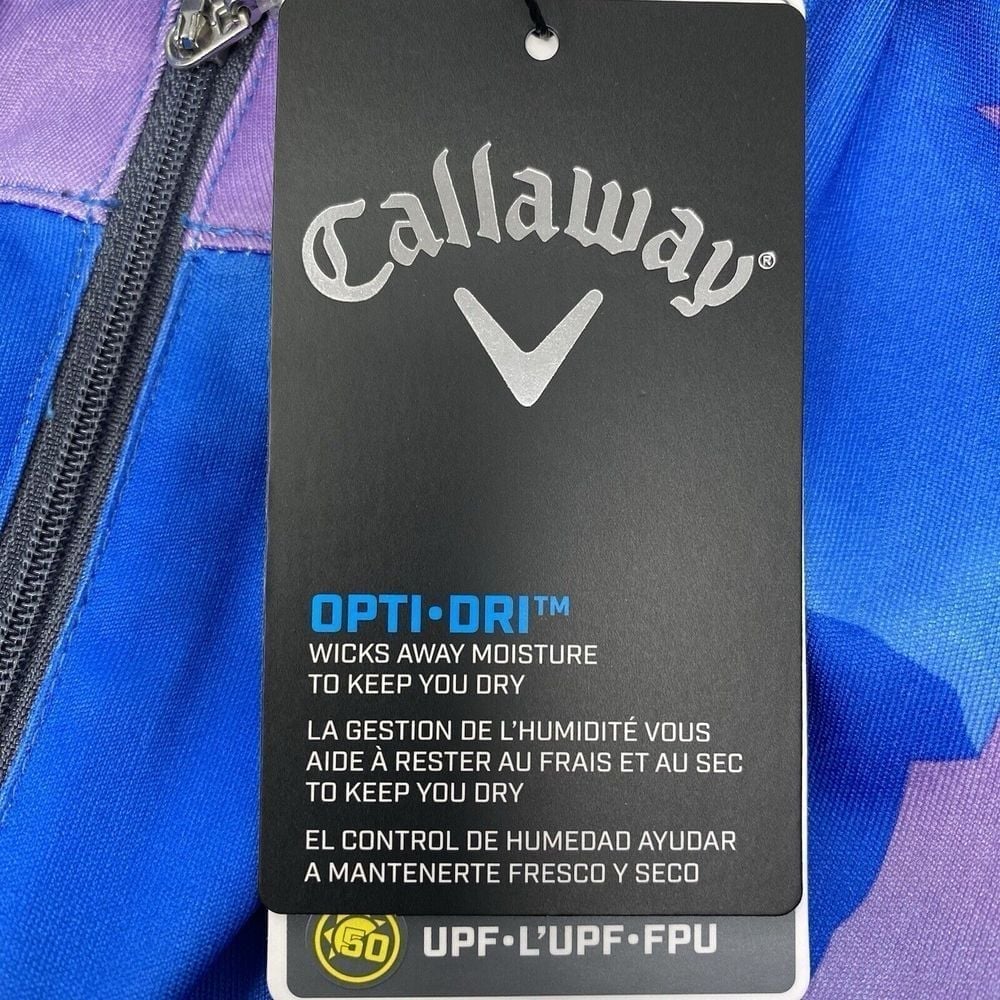 Callaway®
OPTI•DRI™
WICKS AWAY MOISTURE
TO KEEP YOU DRY
LA GESTION DE L'HUMIDITÉ VOUS
AIDE À RESTER AU FRAIS ET AU SEC
TO KEEP YOU DRY
EL CONTROL DE HUMEDAD AYUDAR
A MANTENERTE FRESCO Y SECO
50 UPF•L'UPF•FPU